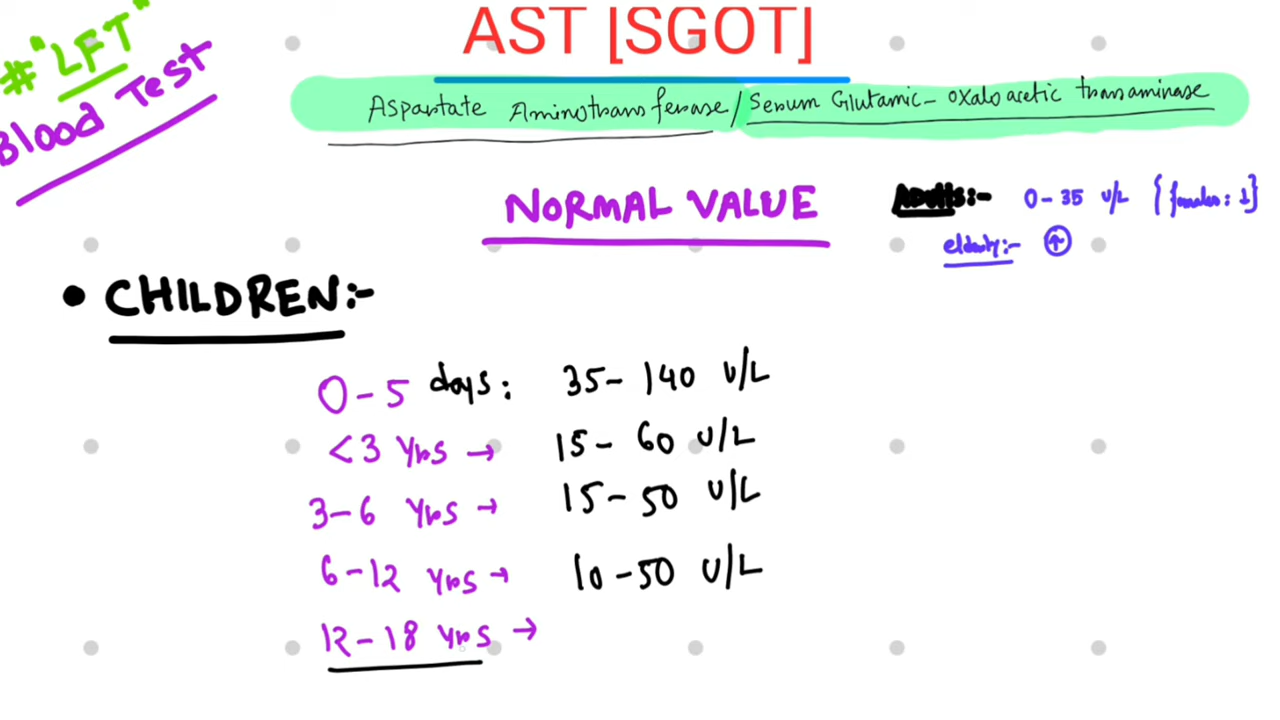 AST [SGOT]
# "LFT"
Blood Test
Aspartate Aminotransferase / Serum Glutamic-oxaloacetic transaminase
NORMAL VALUE
Adults:- 0-35 U/L {females: ↓}
elderly:- ↑
• CHILDREN:-
0-5 days: 35-140 U/L
<3 Yrs → 15-60 U/L
3-6 Yrs → 15-50 U/L
6-12 Yrs → 10-50 U/L
12-18 Yrs →